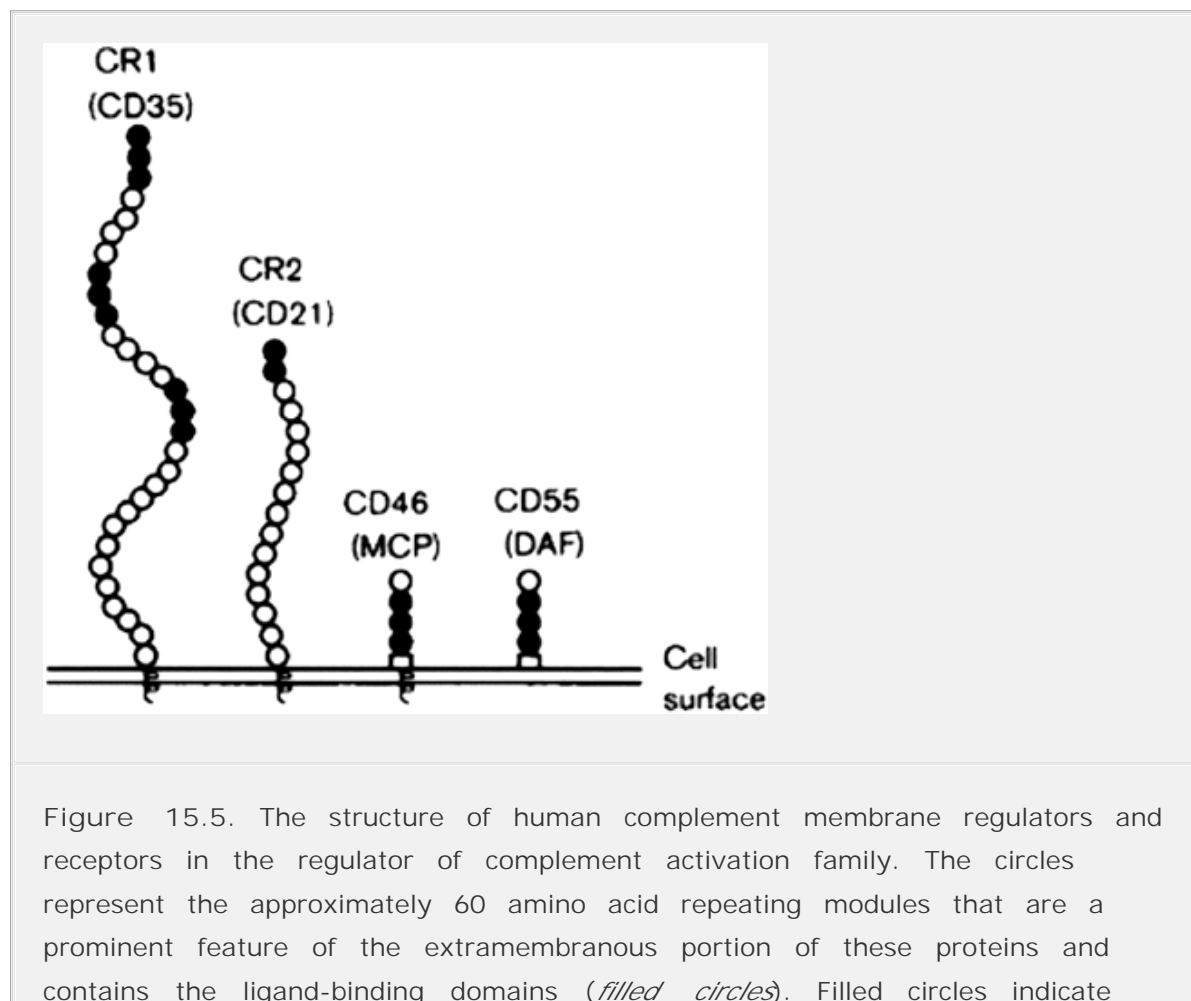 CR1
(CD35)
CR2
(CD21)
CD46
(MCP)
CD55
(DAF)
Cell
surface
Figure 15.5. The structure of human complement membrane regulators and
receptors in the regulator of complement activation family. The circles
represent the approximately 60 amino acid repeating modules that are a
prominent feature of the extramembranous portion of these proteins and
contains the ligand-binding domains (filled circles). Filled circles indicate